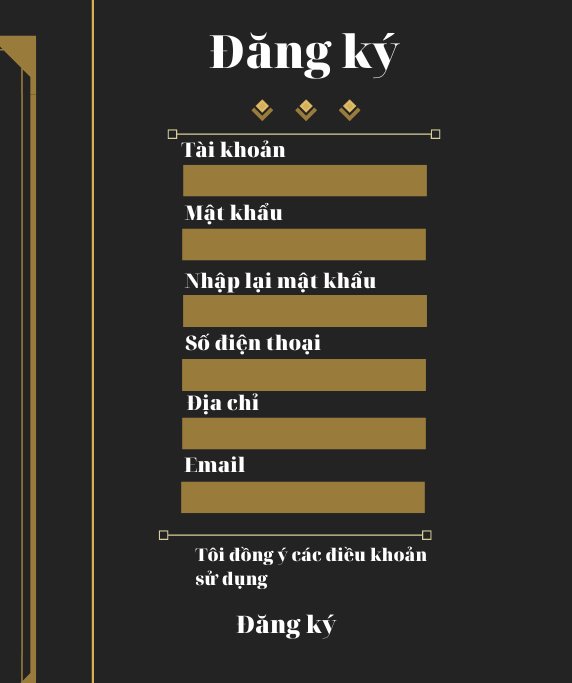 Đăng ký
Tài khoản
Mật khẩu
Nhập lại mật khẩu
Số điện thoại
Địa chỉ
Email
Tôi đồng ý các điều khoản
sử dụng
Đăng ký